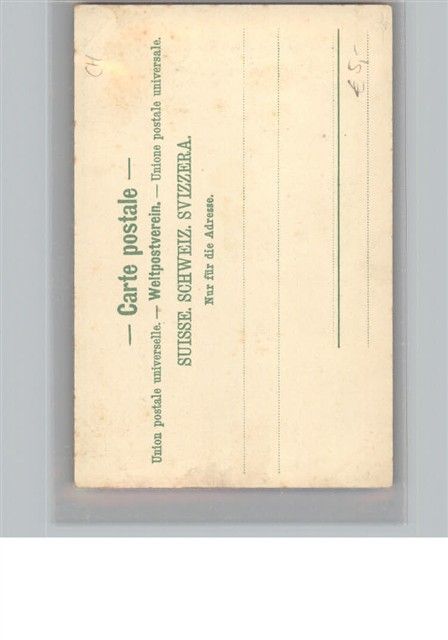 — Carte postale —
Union postale universelle. — Weltpostverein. — Unione postale universale.
SUISSE. SCHWEIZ. SVIZZERA.
Nur für die Adresse.
CH
€ 5,-